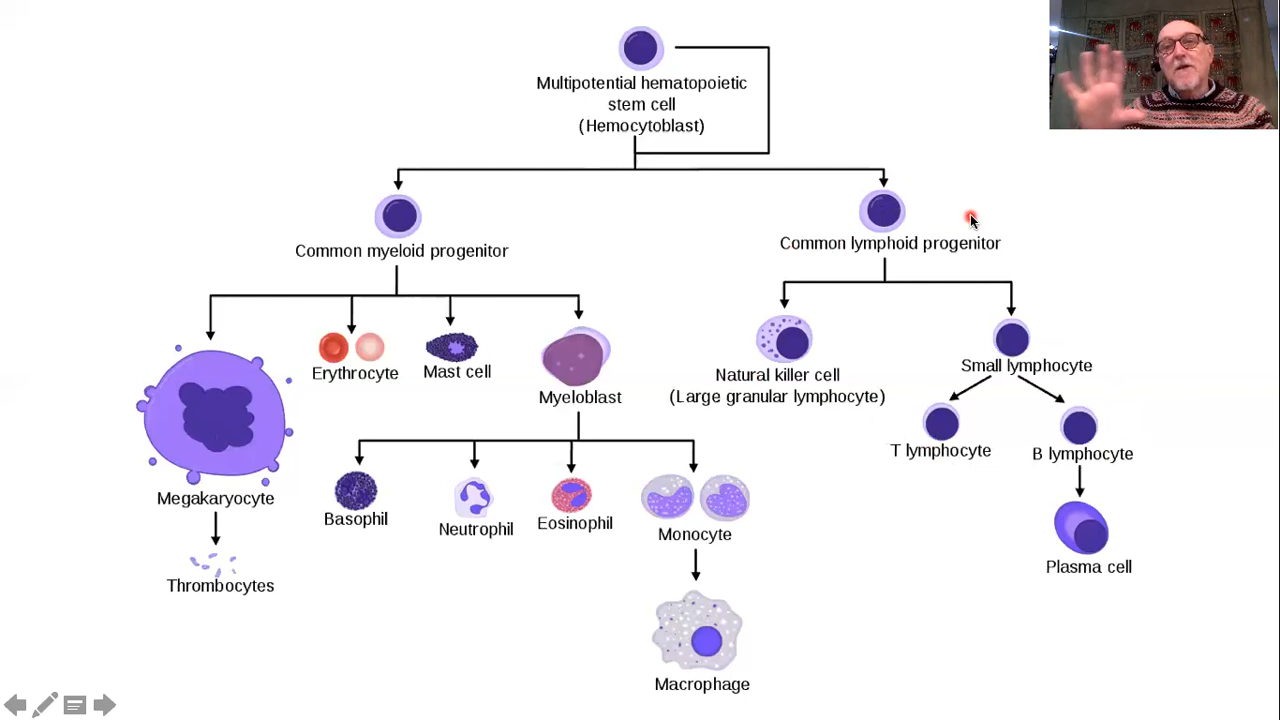 Multipotential hematopoietic
stem cell
(Hemocytoblast)
Common myeloid progenitor
Common lymphoid progenitor
Erythrocyte
Mast cell
Myeloblast
Natural killer cell
(Large granular lymphocyte)
Small lymphocyte
T lymphocyte
B lymphocyte
Megakaryocyte
Basophil
Neutrophil
Eosinophil
Monocyte
Plasma cell
Thrombocytes
Macrophage